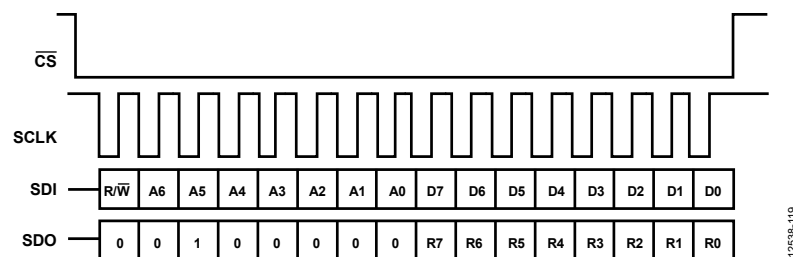 CS
SCLK
SDI R/W A6 A5 A4 A3 A2 A1 A0 D7 D6 D5 D4 D3 D2 D1 D0
SDO 0 0 1 0 0 0 0 0 R7 R6 R5 R4 R3 R2 R1 R0
12538-119